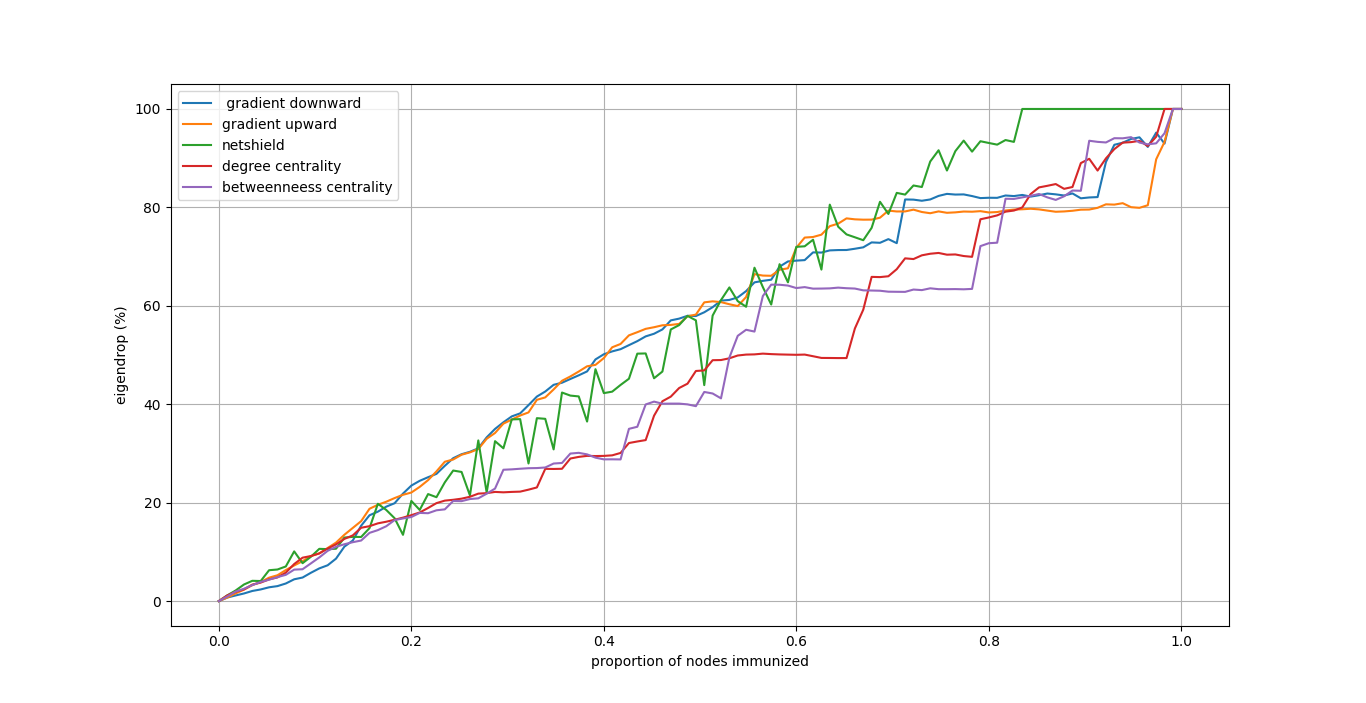 gradient downward
gradient upward
netshield
degree centrality
betweenneess centrality
eigendrop (%)
100
80
60
40
20
0
0.0 0.2 0.4 0.6 0.8 1.0
proportion of nodes immunized